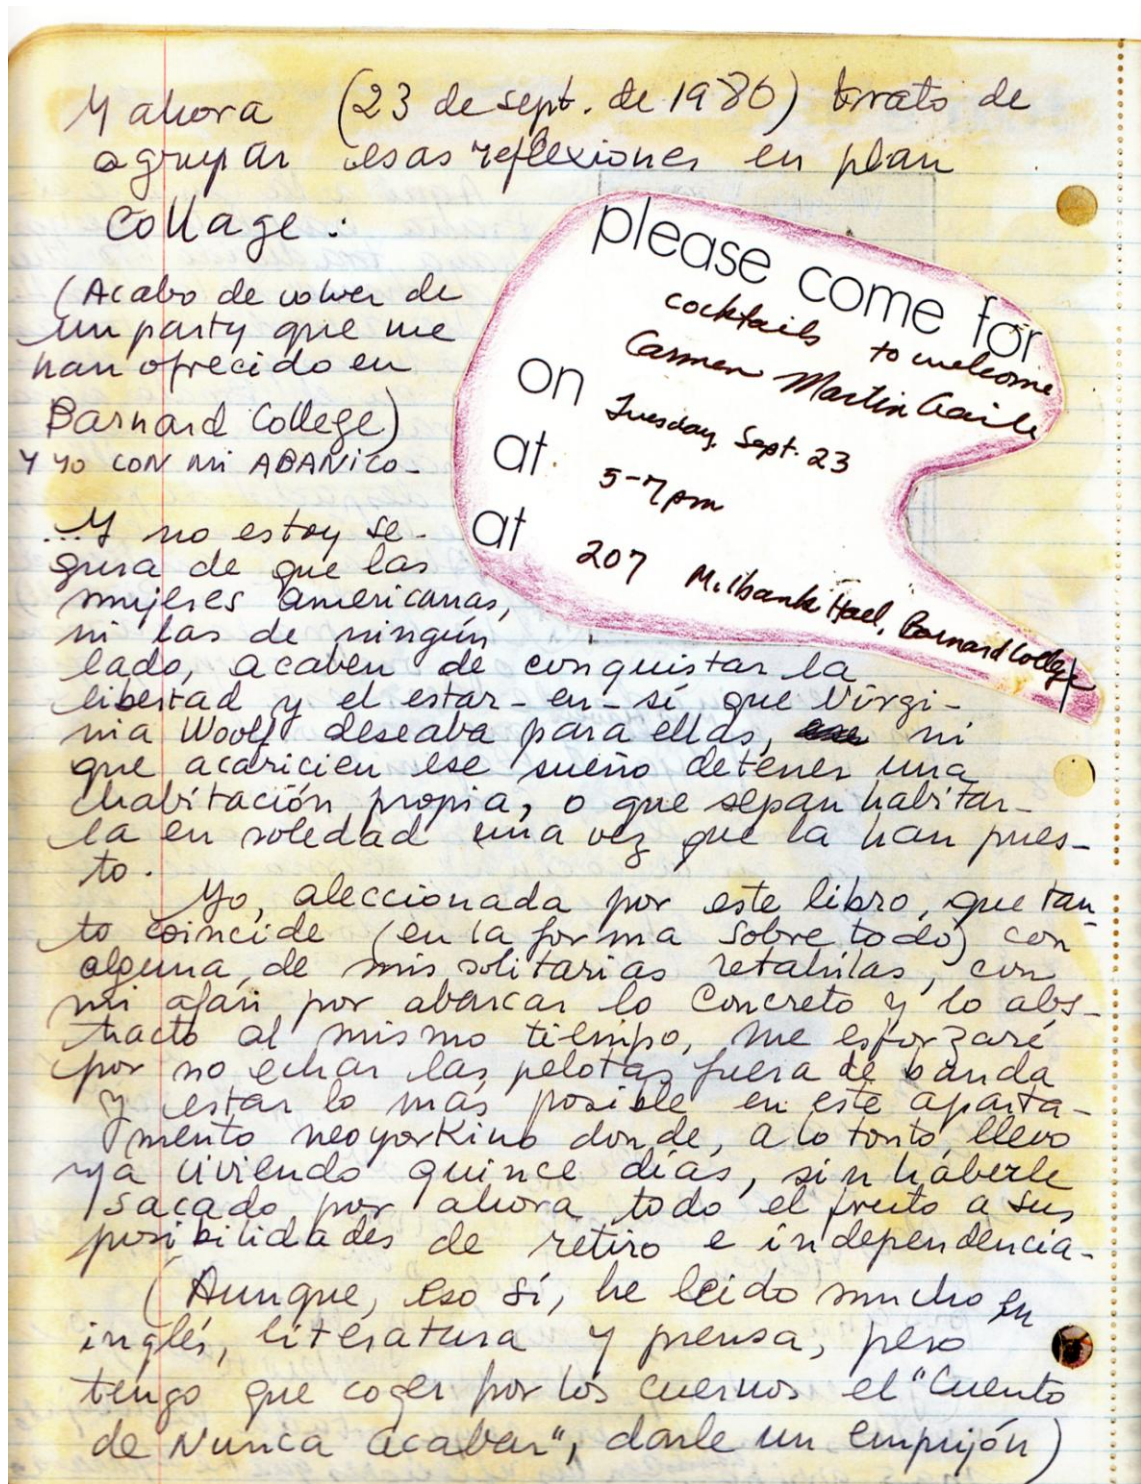 Y ahora (23 de sept. de 1980) trato de
agrupar esas reflexiones en plan
collage:
(Acabo de volver de
un party que me
han ofrecido en
Barnard College)
Y YO CON mi ABANICO-
please come for
cocktails to welcome
Carmen Martin Gaite
on Tuesday, Sept. 23
at 5-7 pm
at 207 Milbank Hall, Barnard College
...Y no estoy se-
gura de que las
mujeres americanas,
ni las de ningún
lado, acaben de conquistar la
libertad y el estar-en-sí que Virgi-
nia Woolf deseaba para ellas, ni
que acaricien ese sueño de tener una
habitación propia, o que sepan habitar-
la en soledad una vez que la han pues-
to.
Yo, aleccionada por este libro, que tan-
to coincide (en la forma sobre todo) con
alguna de mis solitarias retahílas, con
mi afán por abarcar lo concreto y lo abs-
tracto al mismo tiempo, me esforzaré
por no echar las pelotas fuera de banda
y estar lo más posible en este aparta-
mento neoyorkino donde, a lo tonto, llevo
ya viviendo quince días, sin haberle
sacado por ahora todo el fruto a sus
posibilidades de retiro e independencia-
(Aunque, eso sí, he leido mucho en
inglés, literatura y prensa, pero
tengo que coger por los cuernos el "Cuento
de Nunca acabar", darle un empujón)